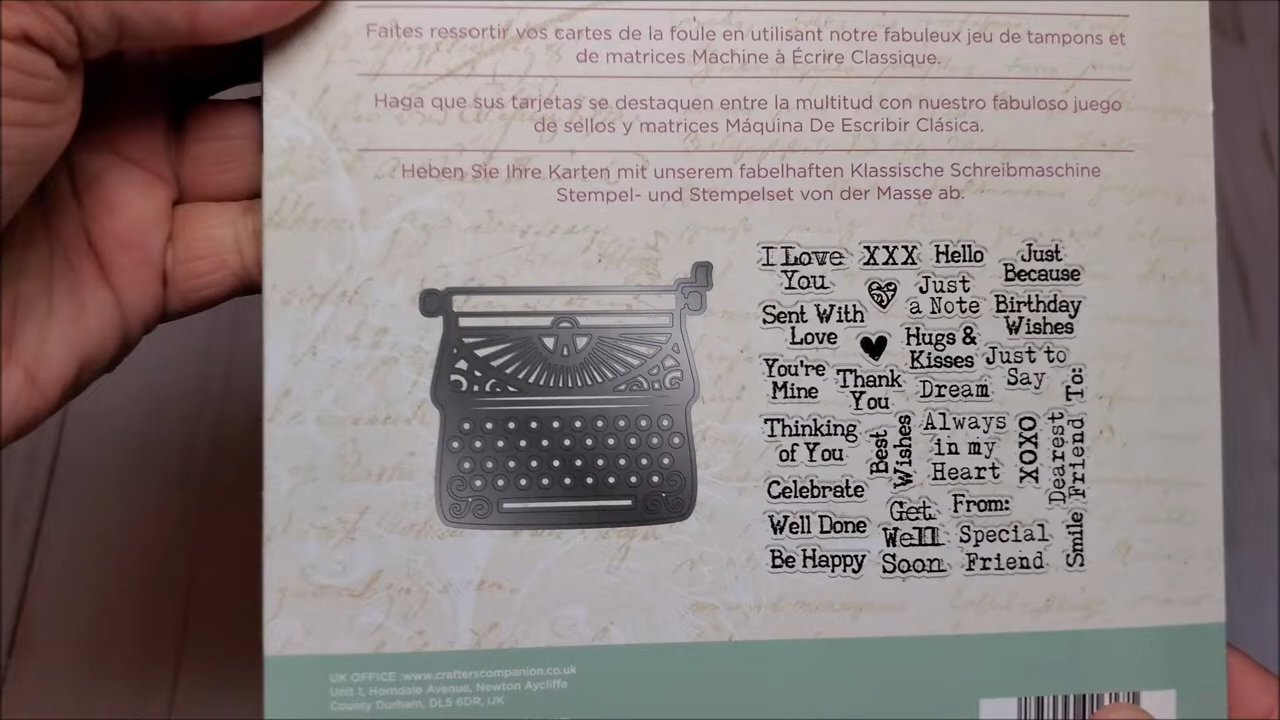 Faites ressortir vos cartes de la foule en utilisant notre fabuleux jeu de tampons et
de matrices Machine à Écrire Classique.
Haga que sus tarjetas se destaquen entre la multitud con nuestro fabuloso juego
de sellos y matrices Máquina De Escribir Clásica.
Heben Sie Ihre Karten mit unserem fabelhaften Klassische Schreibmaschine
Stempel- und Stempelset von der Masse ab.
I Love
You
XXX
Hello
Just
Because
Just
a Note
Birthday
Wishes
Sent With
Love
Hugs &
Kisses
Just to
Say
You're
Mine
Thank
You
Dream
To:
Thinking
of You
Best
Wishes
Always
in my
Heart
XOXO
Dearest
Friend
Celebrate
Get
Well
Soon
From:
Well Done
Special
Friend
Smile
Be Happy
UK OFFICE :www.crafterscompanion.co.uk
Unit 1, Horndale Avenue, Newton Aycliffe
County Durham, DL5 6DR, UK